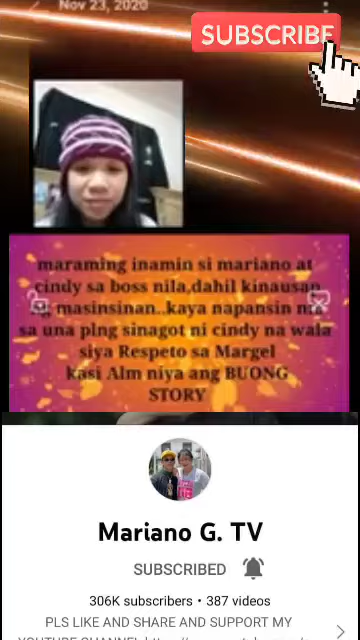 Nov 23, 2020
SUBSCRIBE
maraming inamin si mariano at
cindy sa boss nila,dahil kinausap
ng masinsinan..kaya napansin nia
sa una plng sinagot ni cindy na wala
siya Respeto sa Margel
kasi Alm niya ang BUONG
STORY
Mariano G. TV
SUBSCRIBED
306K subscribers • 387 videos
PLS LIKE AND SHARE AND SUPPORT MY